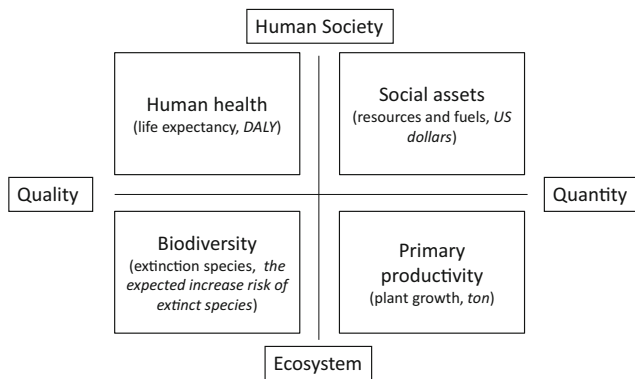 Human Society
Human health
(life expectancy, DALY)
Social assets
(resources and fuels, US
dollars)
Quality
Quantity
Biodiversity
(extinction species, the
expected increase risk of
extinct species)
Primary
productivity
(plant growth, ton)
Ecosystem